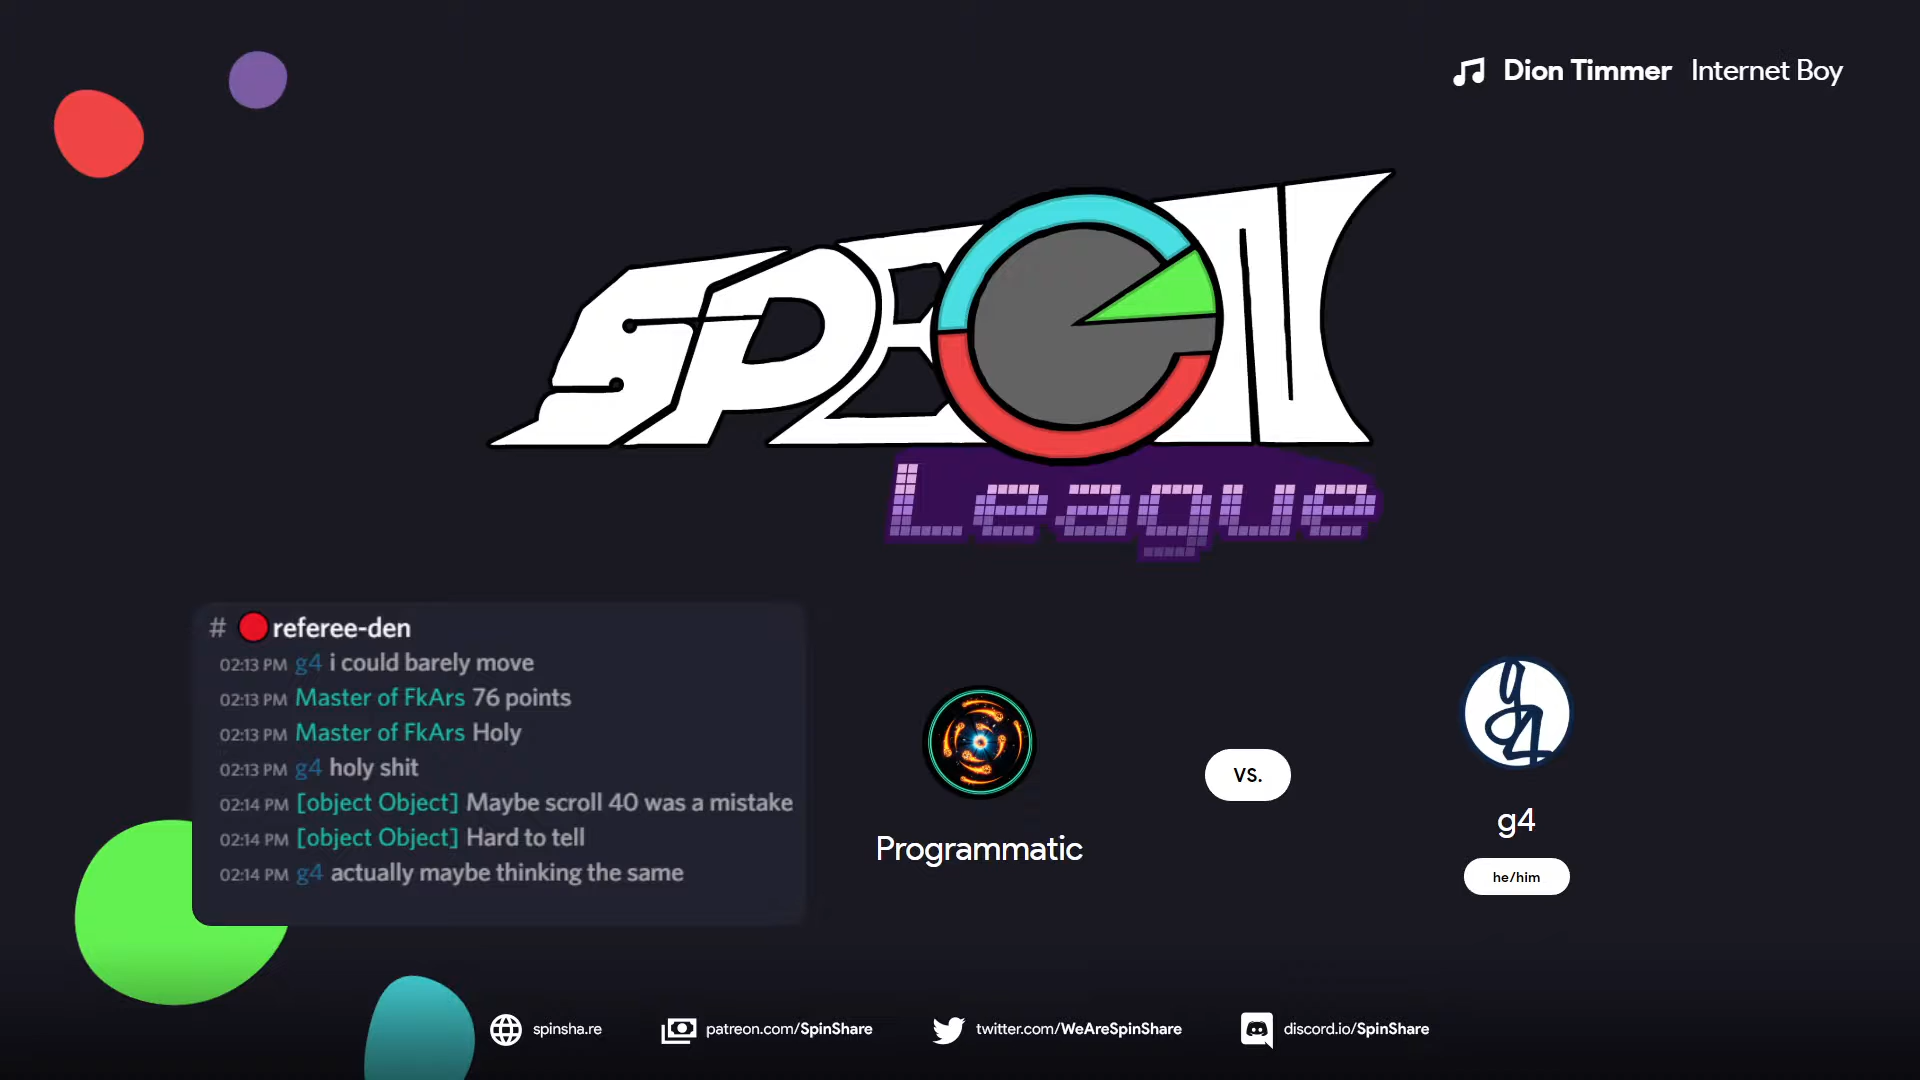 Dion Timmer Internet Boy
SPEEN
League
# referee-den
02:13 PM g4 i could barely move
02:13 PM Master of FkArs 76 points
02:13 PM Master of FkArs Holy
02:13 PM g4 holy shit
02:14 PM [object Object] Maybe scroll 40 was a mistake
02:14 PM [object Object] Hard to tell
02:14 PM g4 actually maybe thinking the same
Programmatic
VS.
g4
g4
he/him
spinsha.re
patreon.com/SpinShare
twitter.com/WeAreSpinShare
discord.io/SpinShare